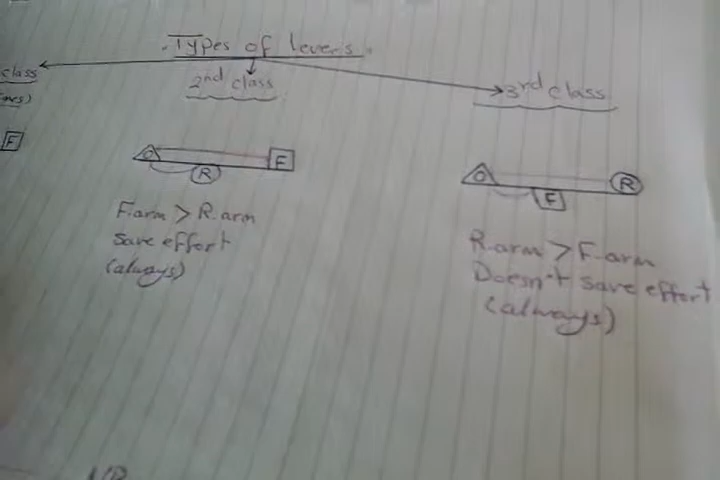 Types of levers
class
2nd class
3rd class
F
O
R
F
O
F
R
F.arm > R.arm
Save effort
(always)
R.arm > F.arm
Doesn't save effort
(always)